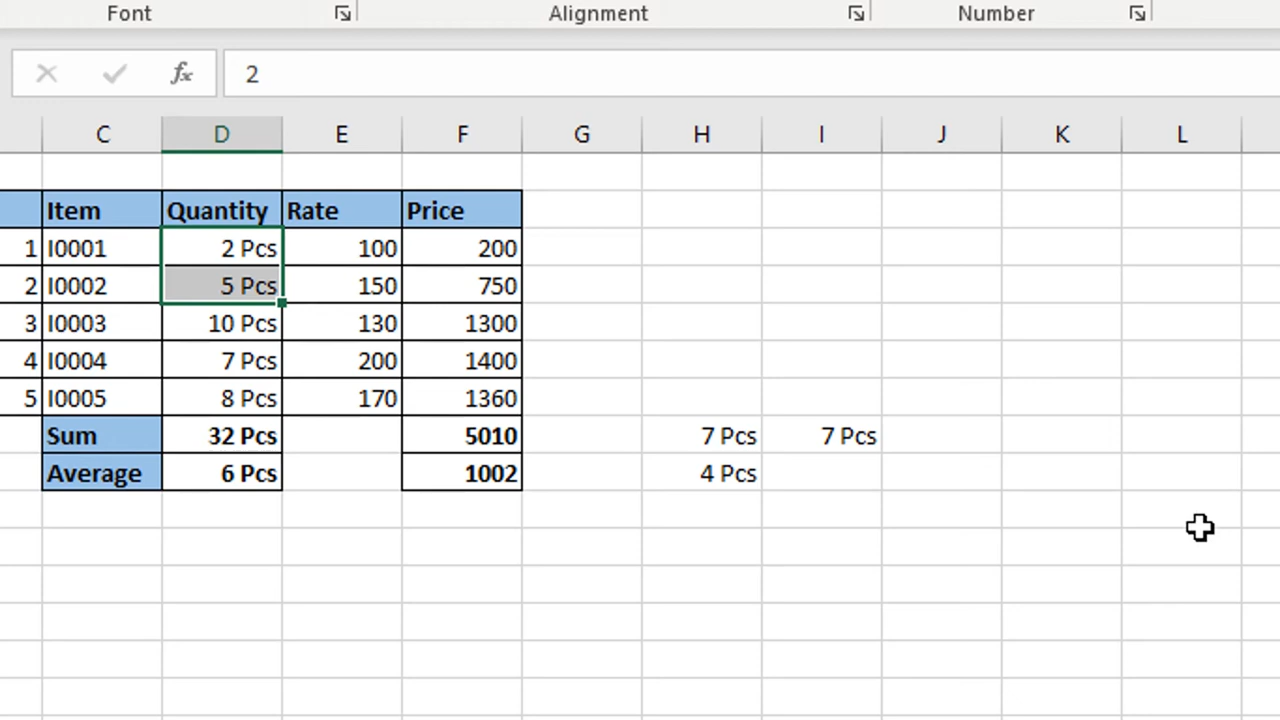 Font Alignment Number
fx 2
C D E F G H I J K L
Item Quantity Rate Price
1 I0001 2 Pcs 100 200
2 I0002 5 Pcs 150 750
3 I0003 10 Pcs 130 1300
4 I0004 7 Pcs 200 1400
5 I0005 8 Pcs 170 1360
Sum 32 Pcs 5010 7 Pcs 7 Pcs
Average 6 Pcs 1002 4 Pcs